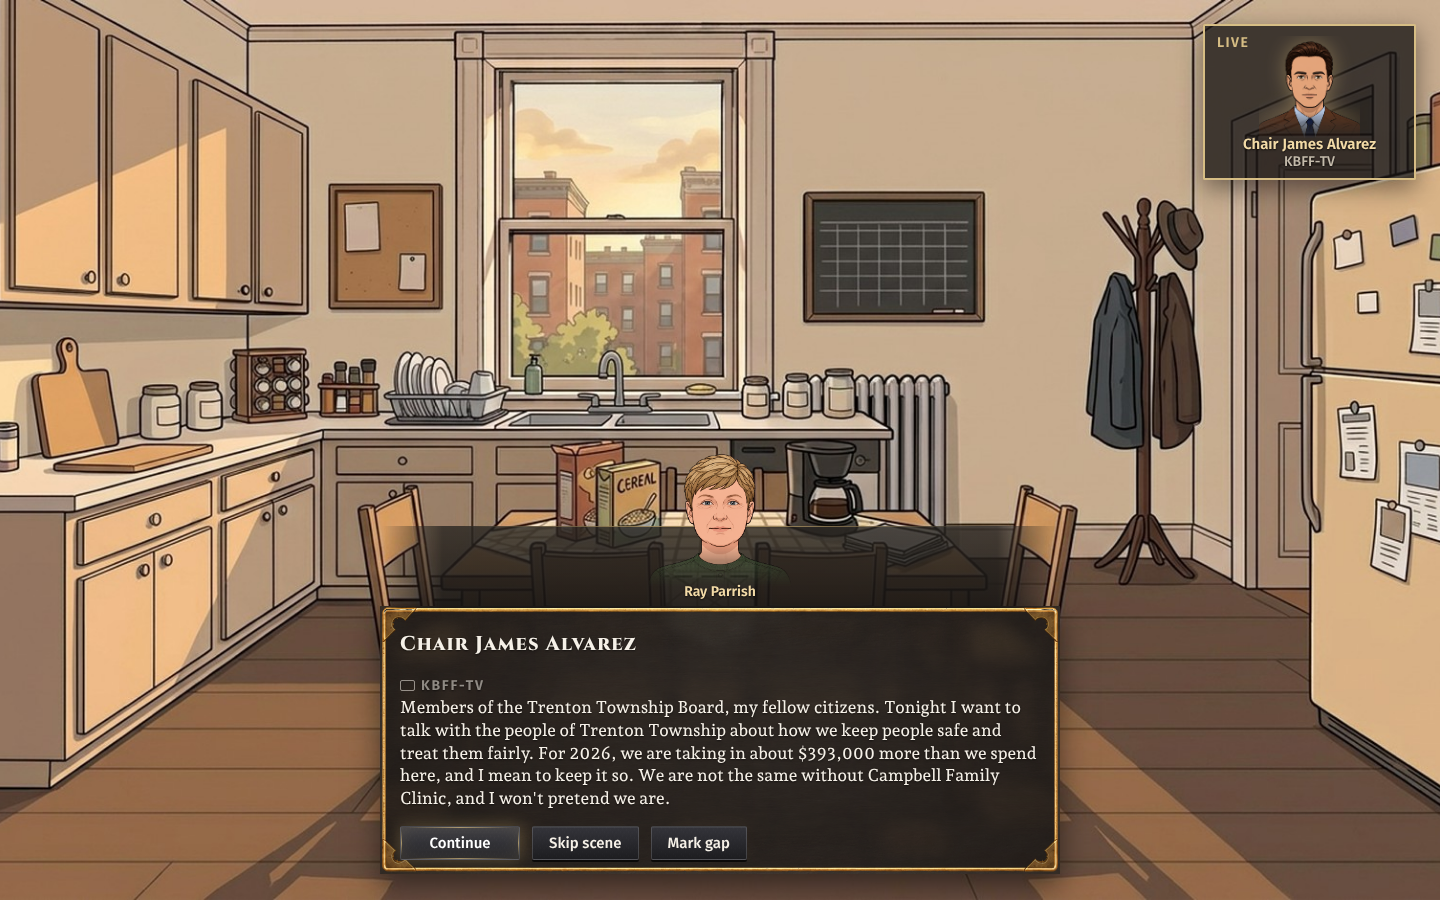 LIVE
Chair James Alvarez
KBFF-TV
CEREAL
Ray Parrish
Chair James Alvarez
KBFF-TV
Members of the Trenton Township Board, my fellow citizens. Tonight I want to
talk with the people of Trenton Township about how we keep people safe and
treat them fairly. For 2026, we are taking in about $393,000 more than we spend
here, and I mean to keep it so. We are not the same without Campbell Family
Clinic, and I won't pretend we are.
Continue
Skip scene
Mark gap